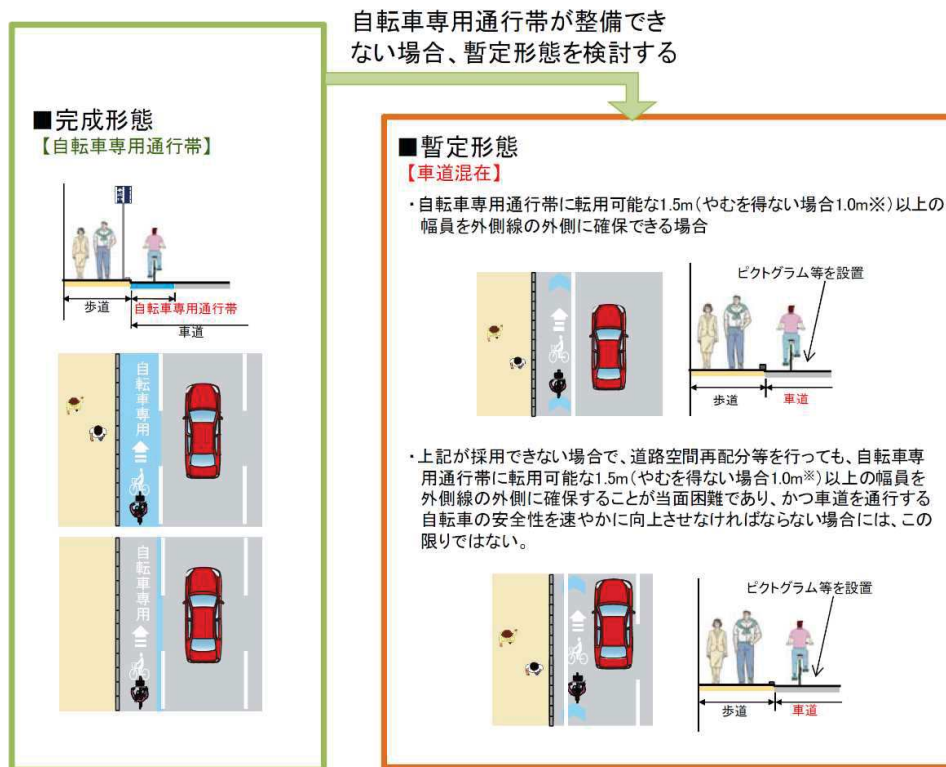 自転車専用通行帯が整備でき
ない場合、暫定形態を検討する
■完成形態
【自転車専用通行帯】
歩道
自転車専用通行帯
車道
自転車専用
自転車専用
■暫定形態
【車道混在】
・自転車専用通行帯に転用可能な1.5m(やむを得ない場合1.0m※)以上の
幅員を外側線の外側に確保できる場合
ピクトグラム等を設置
歩道
車道
・上記が採用できない場合で、道路空間再配分等を行っても、自転車専
用通行帯に転用可能な1.5m(やむを得ない場合1.0m※)以上の幅員を
外側線の外側に確保することが当面困難であり、かつ車道を通行する
自転車の安全性を速やかに向上させなければならない場合には、この
限りではない。
ピクトグラム等を設置
歩道
車道